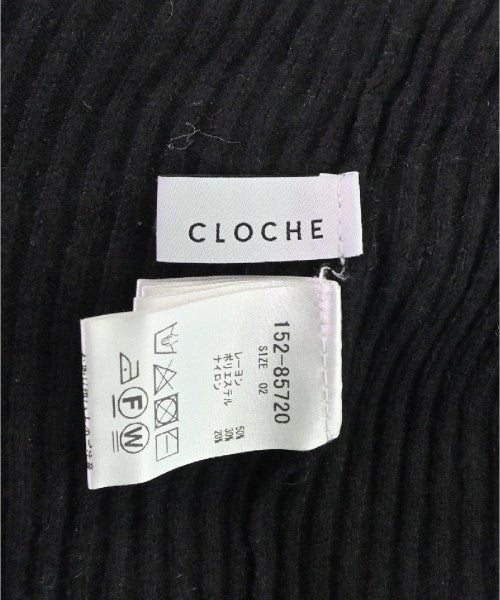 CLOCHE
152-85720
SIZE 02
レーヨン 50%
ポリエステル 30%
ナイロン 20%
F W